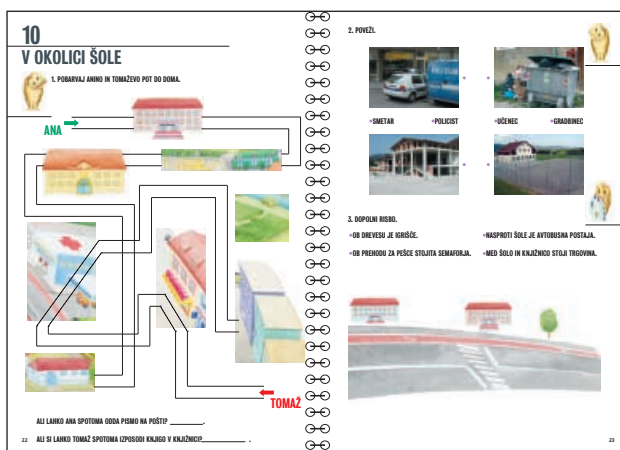 10
V OKOLICI ŠOLE
1. POBARVAJ ANINO IN TOMAŽEVO POT DO DOMA.
ANA
TOMAŽ
ALI LAHKO ANA SPOTOMA ODDA PISMO NA POŠTI? ________.
ALI SI LAHKO TOMAŽ SPOTOMA IZPOSODI KNJIGO V KNJIŽNICI?__________ .
22
2. POVEŽI.
•SMETAR •POLICIST •UČENEC •GRADBINEC
3. DOPOLNI RISBO.
•OB DREVESU JE IGRIŠČE. •NASPROTI ŠOLE JE AVTOBUSNA POSTAJA.
•OB PREHODU ZA PEŠCE STOJITA SEMAFORJA. •MED ŠOLO IN KNJIŽNICO STOJI TRGOVINA.
23